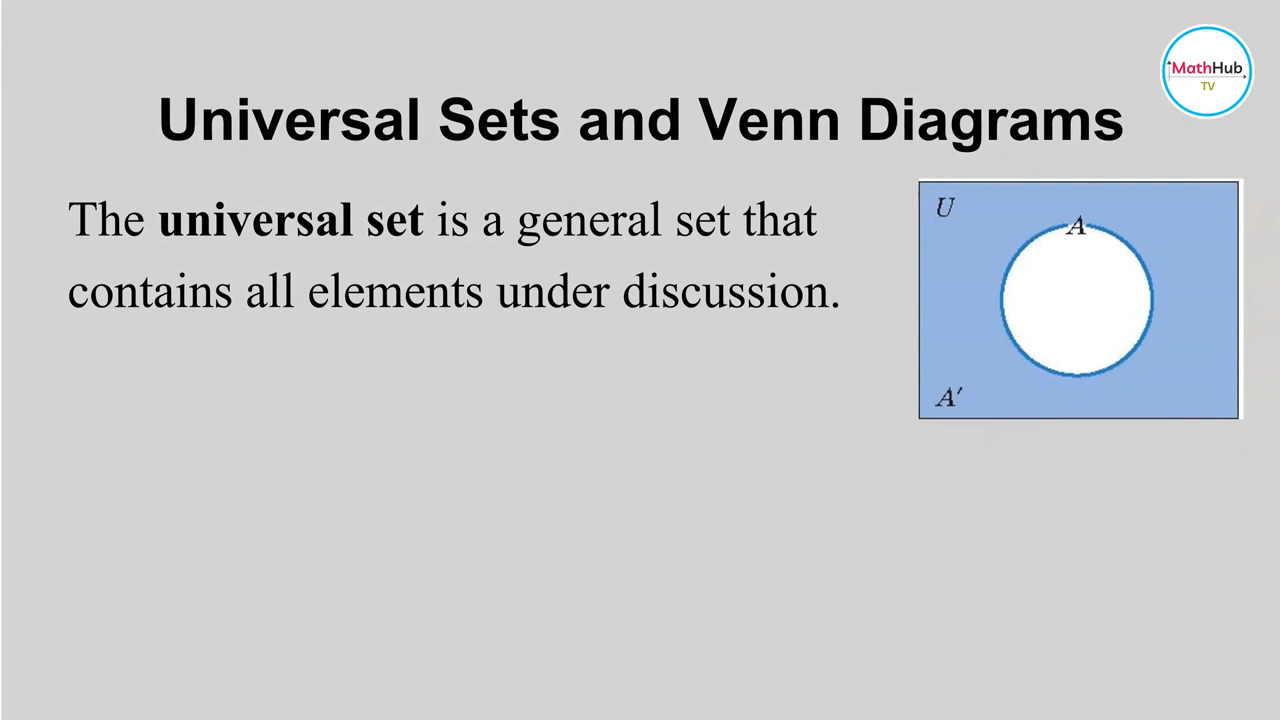 MathHub
TV
Universal Sets and Venn Diagrams
The universal set is a general set that
contains all elements under discussion.
U
A
A′